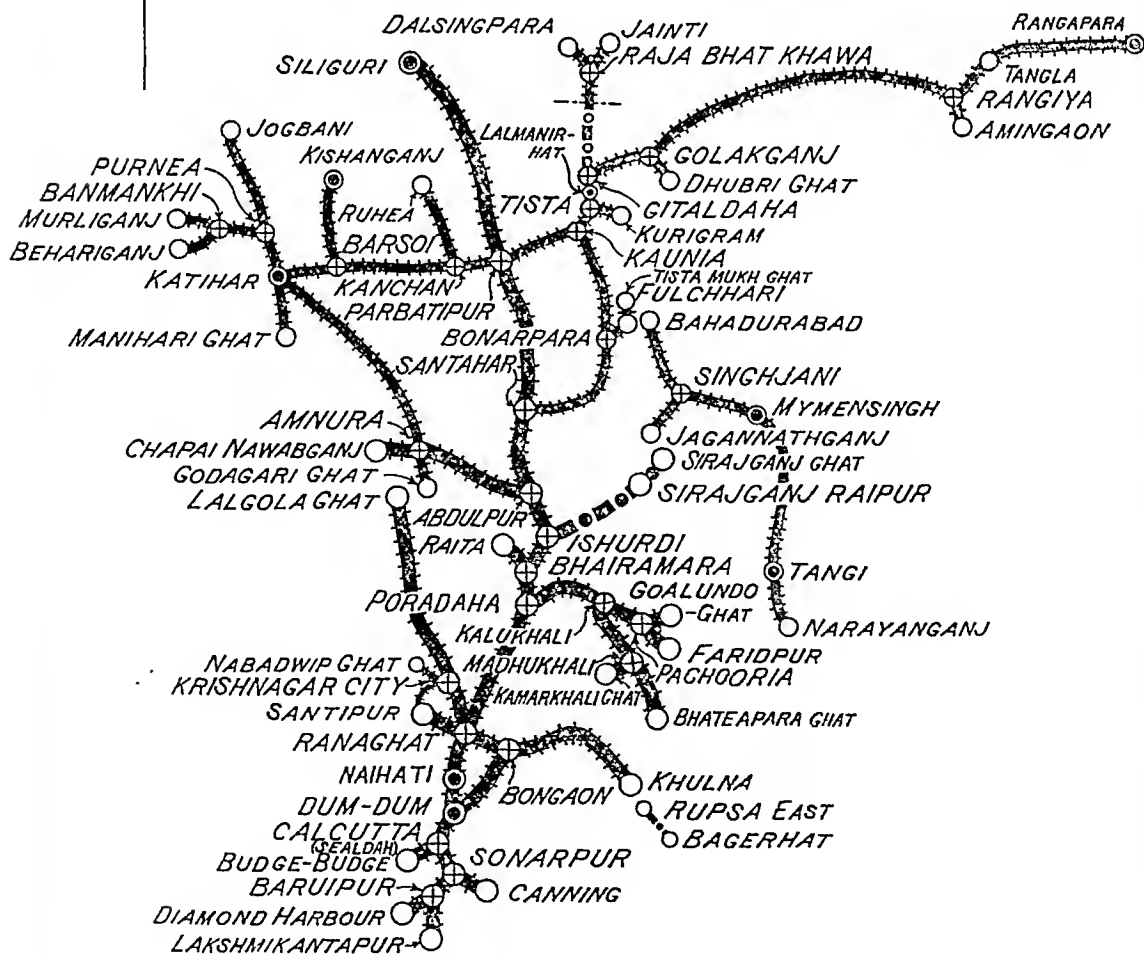 DALSINGPARA
JAINTI
RANGAPARA
RAJA BHAT KHAWA
SILIGURI
TANGLA
RANGIYA
JOGBANI
LALMANIR-
HAT
AMINGAON
KISHANGANJ
GOLAKGANJ
PURNEA
BANMANKHI
DHUBRI GHAT
RUHEA
TISTA
GITALDAHA
MURLIGANJ
KURIGRAM
BARSOI
BEHARIGANJ
KAUNIA
KATIHAR
KANCHAN
TISTA MUKH GHAT
FULCHHARI
PARBATIPUR
MANIHARI GHAT
BONARPARA
BAHADURABAD
SANTAHAR
SINGHJANI
MYMENSINGH
AMNURA
JAGANNATHGANJ
CHAPAI NAWABGANJ
SIRAJGANJ GHAT
GODAGARI GHAT
SIRAJGANJ RAIPUR
LALGOLA GHAT
ABDULPUR
RAITA
ISHURDI
BHAIRAMARA
TANGI
GOALUNDO
-GHAT
PORADAHA
KALUKHALI
NARAYANGANJ
FARIDPUR
NABADWIP GHAT
MADHUKHALI
PACHOORIA
KRISHNAGAR CITY
KAMARKHALI GHAT
SANTIPUR
BHATEAPARA GHAT
RANAGHAT
NAIHATI
KHULNA
BONGAON
DUM-DUM
RUPSA EAST
CALCUTTA
(SEALDAH)
BAGERHAT
BUDGE-BUDGE
SONARPUR
BARUIPUR
CANNING
DIAMOND HARBOUR
LAKSHMIKANTAPUR